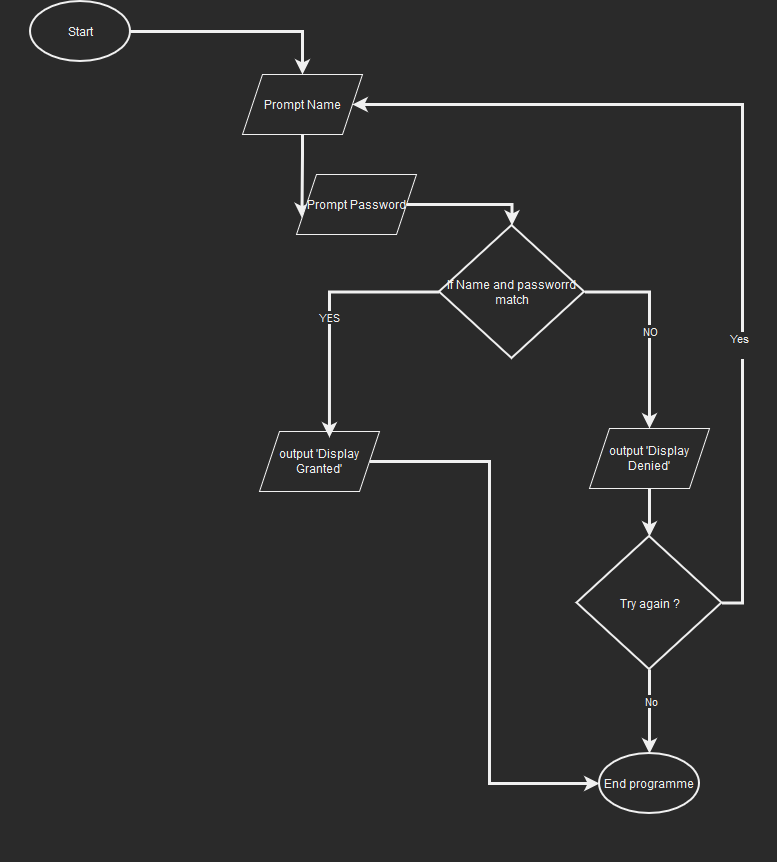 Start
Prompt Name
Prompt Password
If Name and passworrd
match
YES
NO
Yes
output 'Display
Granted'
output 'Display
Denied'
Try again ?
No
End programme